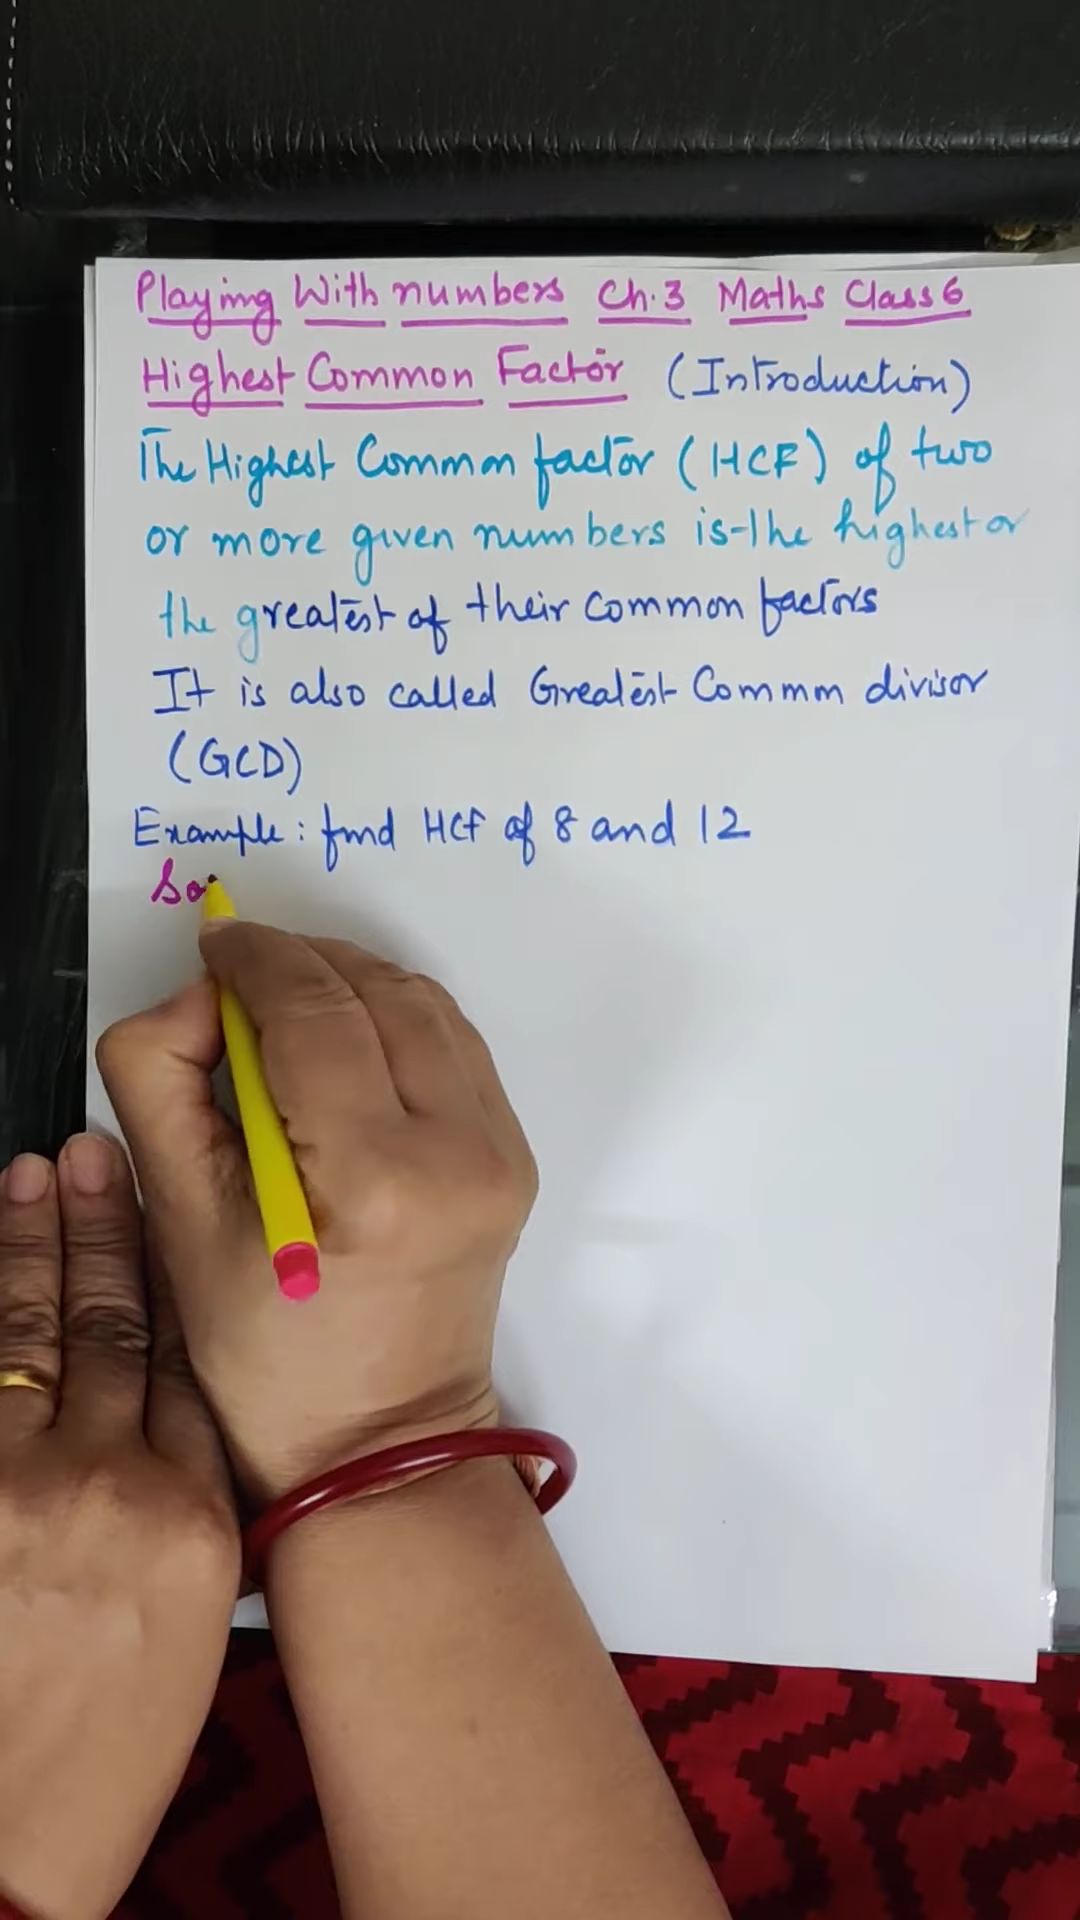 Playing With numbers Ch.3 Maths Class 6
Highest Common Factor (Introduction)
The Highest Common factor (HCF) of two
or more given numbers is the highest or
the greatest of their common factors
It is also called Greatest Common divisor
(GCD)
Example: find HCF of 8 and 12
So